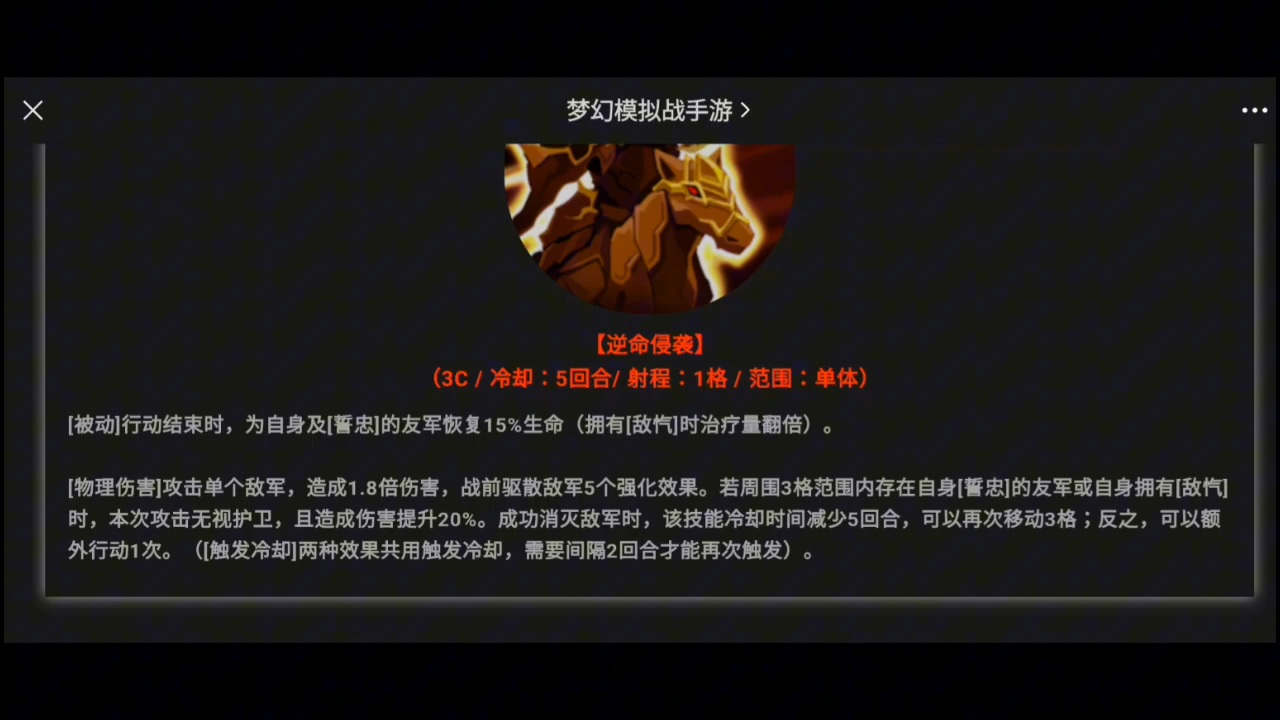 梦幻模拟战手游
【逆命侵袭】
（3C / 冷却：5回合/ 射程：1格 / 范围：单体）
[被动]行动结束时，为自身及[誓忠]的友军恢复15%生命（拥有[敌忾]时治疗量翻倍）。
[物理伤害]攻击单个敌军，造成1.8倍伤害，战前驱散敌军5个强化效果。若周围3格范围内存在自身[誓忠]的友军或自身拥有[敌忾]
时，本次攻击无视护卫，且造成伤害提升20%。成功消灭敌军时，该技能冷却时间减少5回合，可以再次移动3格；反之，可以额
外行动1次。（[触发冷却]两种效果共用触发冷却，需要间隔2回合才能再次触发）。